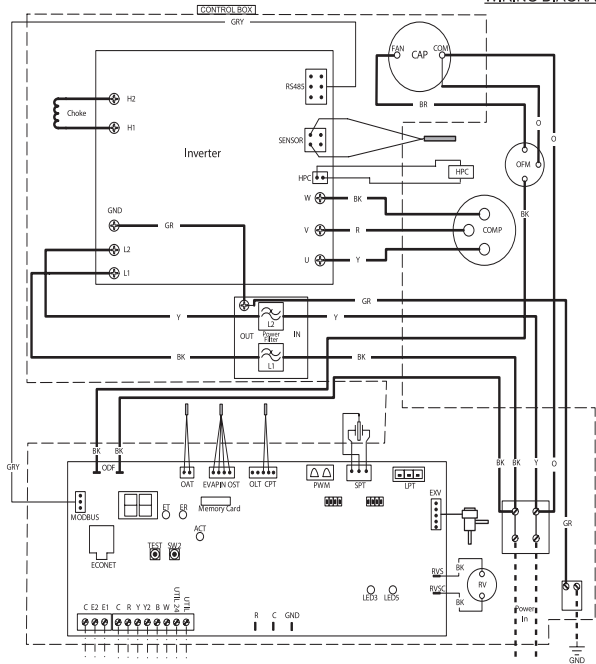 WIRING DIAGRA
CONTROL BOX
GRY
FAN
COM
CAP
BR
O
O
RS485
H2
Choke
H1
Inverter
SENSOR
HPC
HPC
OFM
BK
W
BK
V
R
COMP
U
Y
GND
GR
L2
L1
GR
Y
L2
Y
OUT
Power
Filter
IN
BK
L1
BK
BK
BK
ODF
GRY
MODBUS
OAT
EVAPIN OST
OLT CPT
PWM
SPT
LPT
BK
BK
Y
O
ET
ER
Memory Card
ACT
EXV
GR
ECONET
TEST
SW2
RVS
BK
RV
RVSC
BK
LED3
LED5
C E2 E1 C R Y Y2 B W UTIL 24 UTIL
R
C
GND
Power
In
GND